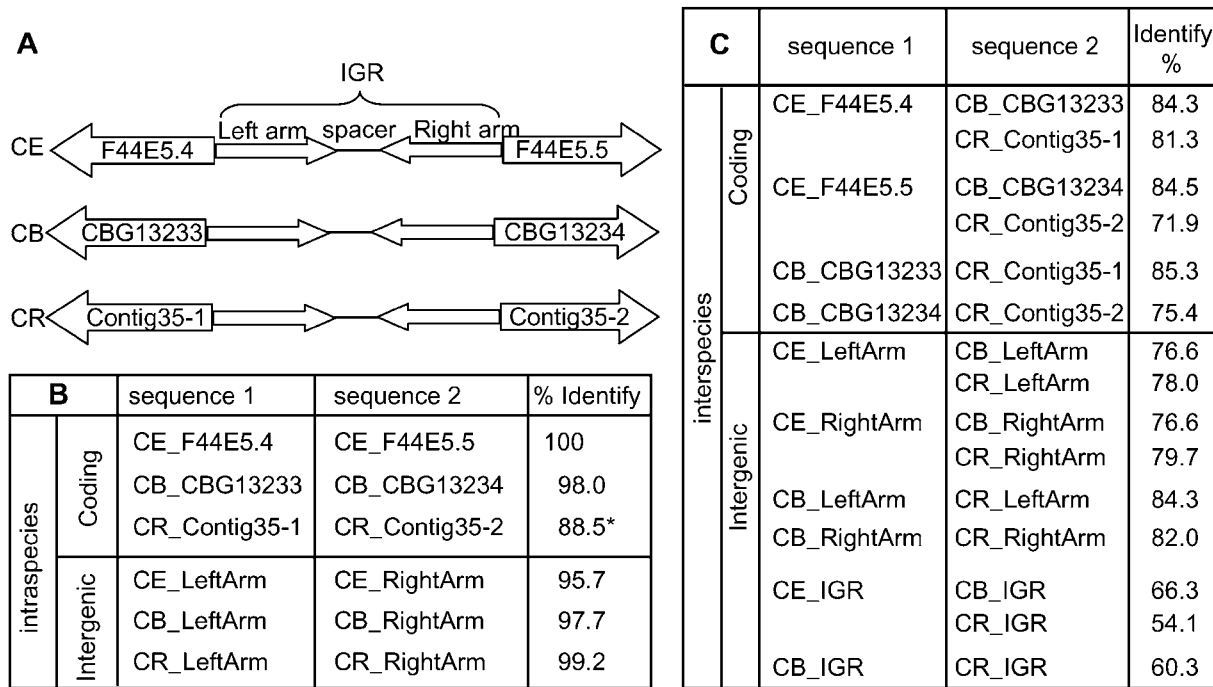 A
IGR
Left arm spacer Right arm
CE F44E5.4 F44E5.5
CB CBG13233 CBG13234
CR Contig35-1 Contig35-2
B sequence 1 sequence 2 % Identify
intraspecies
Coding
CE_F44E5.4 CE_F44E5.5 100
CB_CBG13233 CB_CBG13234 98.0
CR_Contig35-1 CR_Contig35-2 88.5*
Intergenic
CE_LeftArm CE_RightArm 95.7
CB_LeftArm CB_RightArm 97.7
CR_LeftArm CR_RightArm 99.2
C sequence 1 sequence 2 Identify %
interspecies
Coding
CE_F44E5.4 CB_CBG13233 84.3
CR_Contig35-1 81.3
CE_F44E5.5 CB_CBG13234 84.5
CR_Contig35-2 71.9
CB_CBG13233 CR_Contig35-1 85.3
CB_CBG13234 CR_Contig35-2 75.4
Intergenic
CE_LeftArm CB_LeftArm 76.6
CR_LeftArm 78.0
CE_RightArm CB_RightArm 76.6
CR_RightArm 79.7
CB_LeftArm CR_LeftArm 84.3
CB_RightArm CR_RightArm 82.0
CE_IGR CB_IGR 66.3
CR_IGR 54.1
CB_IGR CR_IGR 60.3